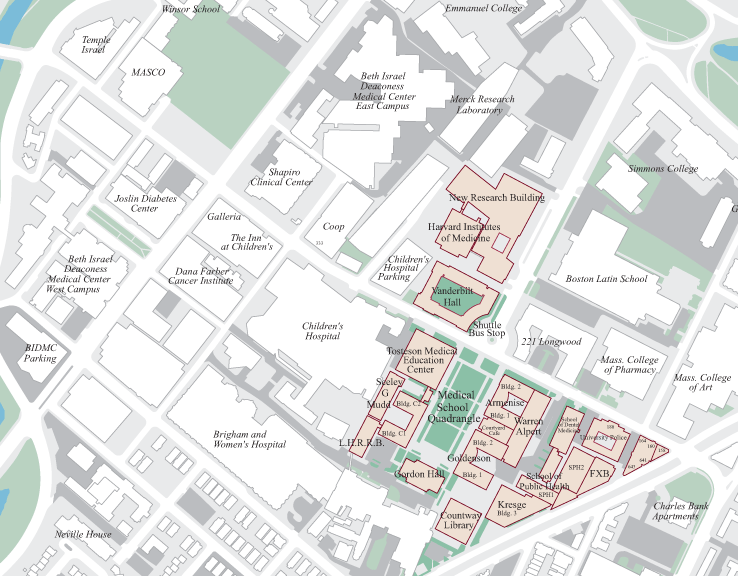 Winsor School
Emmanuel College
Temple
Israel
MASCO
Beth Israel
Deaconess
Medical Center
East Campus
Merck Research
Laboratory
Simmons College
Shapiro
Clinical Center
New Research Building
Joslin Diabetes
Center
Galleria
Coop
333
Harvard Institutes
of Medicine
The Inn
at Children's
Children's
Hospital
Parking
Beth Israel
Deaconess
Medical Center
West Campus
Dana Farber
Cancer Institute
Boston Latin School
Vanderbilt
Hall
Shuttle
Bus Stop
Children's
Hospital
221 Longwood
BIDMC
Parking
Tosteson Medical
Education
Center
Mass. College
of Pharmacy
Mass. College
of Art
Seeley
G
Mudd
Bldg. C2
Bldg. C1
Medical
School
Quadrangle
Bldg. 2
Armenise
Bldg. 1
Courtyard
Cafe
Warren
Alpert
School
of Dental
Medicine
188
University Police
180
158
641
643
L.H.R.R.B.
Brigham and
Women's Hospital
Bldg. 2
Goldenson
Bldg. 1
Gordon Hall
School of
Public Health
SPH2
SPH1
FXB
Kresge
Bldg. 3
Countway
Library
Charles Bank
Apartments
Neville House
G